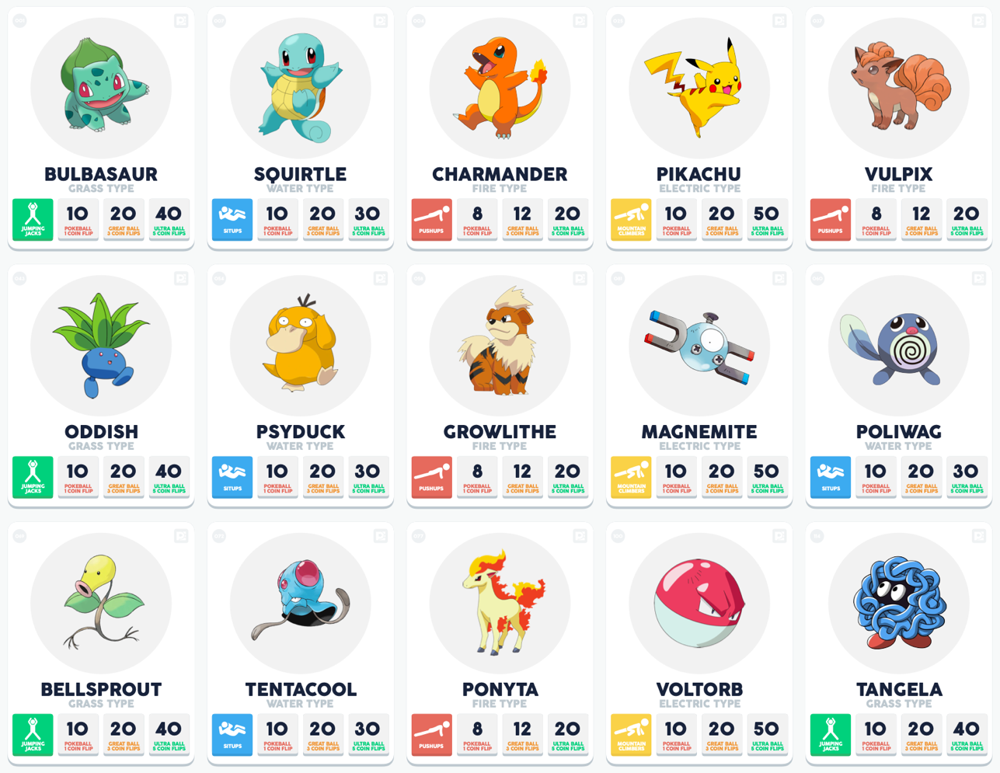 BULBASAUR
GRASS TYPE
JUMPING
JACKS
10
POKEBALL
1 COIN FLIP
20
GREAT BALL
3 COIN FLIPS
40
ULTRA BALL
5 COIN FLIPS
SQUIRTLE
WATER TYPE
SITUPS
10
POKEBALL
1 COIN FLIP
20
GREAT BALL
3 COIN FLIPS
30
ULTRA BALL
5 COIN FLIPS
CHARMANDER
FIRE TYPE
PUSHUPS
8
POKEBALL
1 COIN FLIP
12
GREAT BALL
3 COIN FLIPS
20
ULTRA BALL
5 COIN FLIPS
PIKACHU
ELECTRIC TYPE
MOUNTAIN
CLIMBERS
10
POKEBALL
1 COIN FLIP
20
GREAT BALL
3 COIN FLIPS
50
ULTRA BALL
5 COIN FLIPS
VULPIX
FIRE TYPE
PUSHUPS
8
POKEBALL
1 COIN FLIP
12
GREAT BALL
3 COIN FLIPS
20
ULTRA BALL
5 COIN FLIPS
ODDISH
GRASS TYPE
JUMPING
JACKS
10
POKEBALL
1 COIN FLIP
20
GREAT BALL
3 COIN FLIPS
40
ULTRA BALL
5 COIN FLIPS
PSYDUCK
WATER TYPE
SITUPS
10
POKEBALL
1 COIN FLIP
20
GREAT BALL
3 COIN FLIPS
30
ULTRA BALL
5 COIN FLIPS
GROWLITHE
FIRE TYPE
PUSHUPS
8
POKEBALL
1 COIN FLIP
12
GREAT BALL
3 COIN FLIPS
20
ULTRA BALL
5 COIN FLIPS
MAGNEMITE
ELECTRIC TYPE
MOUNTAIN
CLIMBERS
10
POKEBALL
1 COIN FLIP
20
GREAT BALL
3 COIN FLIPS
50
ULTRA BALL
5 COIN FLIPS
POLIWAG
WATER TYPE
SITUPS
10
POKEBALL
1 COIN FLIP
20
GREAT BALL
3 COIN FLIPS
30
ULTRA BALL
5 COIN FLIPS
BELLSPROUT
GRASS TYPE
JUMPING
JACKS
10
POKEBALL
1 COIN FLIP
20
GREAT BALL
3 COIN FLIPS
40
ULTRA BALL
5 COIN FLIPS
TENTACOOL
WATER TYPE
SITUPS
10
POKEBALL
1 COIN FLIP
20
GREAT BALL
3 COIN FLIPS
30
ULTRA BALL
5 COIN FLIPS
PONYTA
FIRE TYPE
PUSHUPS
8
POKEBALL
1 COIN FLIP
12
GREAT BALL
3 COIN FLIPS
20
ULTRA BALL
5 COIN FLIPS
VOLTORB
ELECTRIC TYPE
MOUNTAIN
CLIMBERS
10
POKEBALL
1 COIN FLIP
20
GREAT BALL
3 COIN FLIPS
50
ULTRA BALL
5 COIN FLIPS
TANGELA
GRASS TYPE
JUMPING
JACKS
10
POKEBALL
1 COIN FLIP
20
GREAT BALL
3 COIN FLIPS
40
ULTRA BALL
5 COIN FLIPS